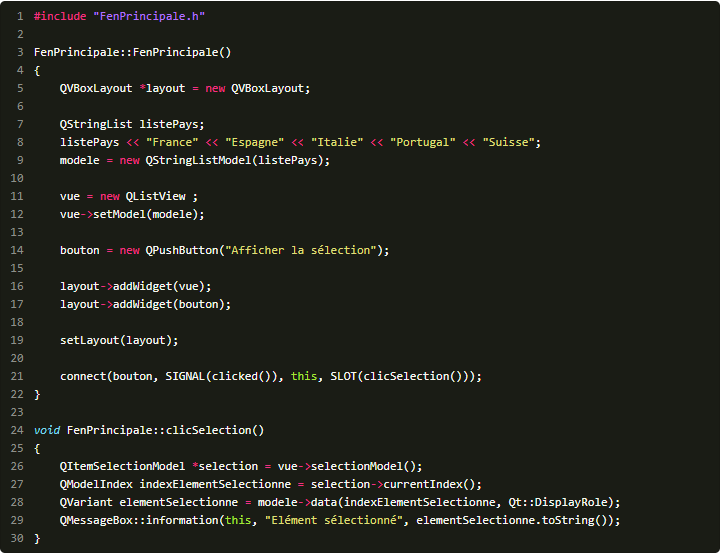 1 #include "FenPrincipale.h"
2
3 FenPrincipale::FenPrincipale()
4 {
5     QVBoxLayout *layout = new QVBoxLayout;
6
7     QStringList listePays;
8     listePays << "France" << "Espagne" << "Italie" << "Portugal" << "Suisse";
9     modele = new QStringListModel(listePays);
10
11     vue = new QListView ;
12     vue->setModel(modele);
13
14     bouton = new QPushButton("Afficher la sélection");
15
16     layout->addWidget(vue);
17     layout->addWidget(bouton);
18
19     setLayout(layout);
20
21     connect(bouton, SIGNAL(clicked()), this, SLOT(clicSelection()));
22 }
23
24 void FenPrincipale::clicSelection()
25 {
26     QItemSelectionModel *selection = vue->selectionModel();
27     QModelIndex indexElementSelectionne = selection->currentIndex();
28     QVariant elementSelectionne = modele->data(indexElementSelectionne, Qt::DisplayRole);
29     QMessageBox::information(this, "Elément sélectionné", elementSelectionne.toString());
30 }